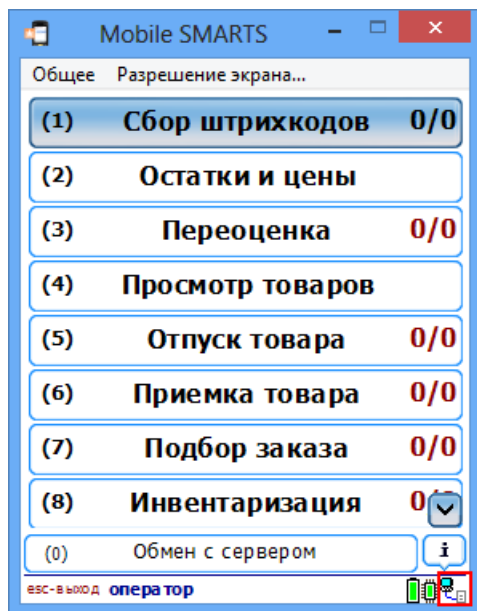 Mobile SMARTS
Общее Разрешение экрана...
(1) Сбор штрихкодов 0/0
(2) Остатки и цены
(3) Переоценка 0/0
(4) Просмотр товаров
(5) Отпуск товара 0/0
(6) Приемка товара 0/0
(7) Подбор заказа 0/0
(8) Инвентаризация
(0) Обмен с сервером i
esc-выход оператор